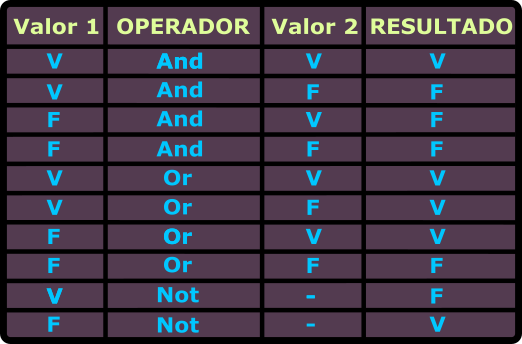 Valor 1 OPERADOR Valor 2 RESULTADO
V And V V
V And F F
F And V F
F And F F
V Or V V
V Or F V
F Or V V
F Or F F
V Not - F
F Not - V